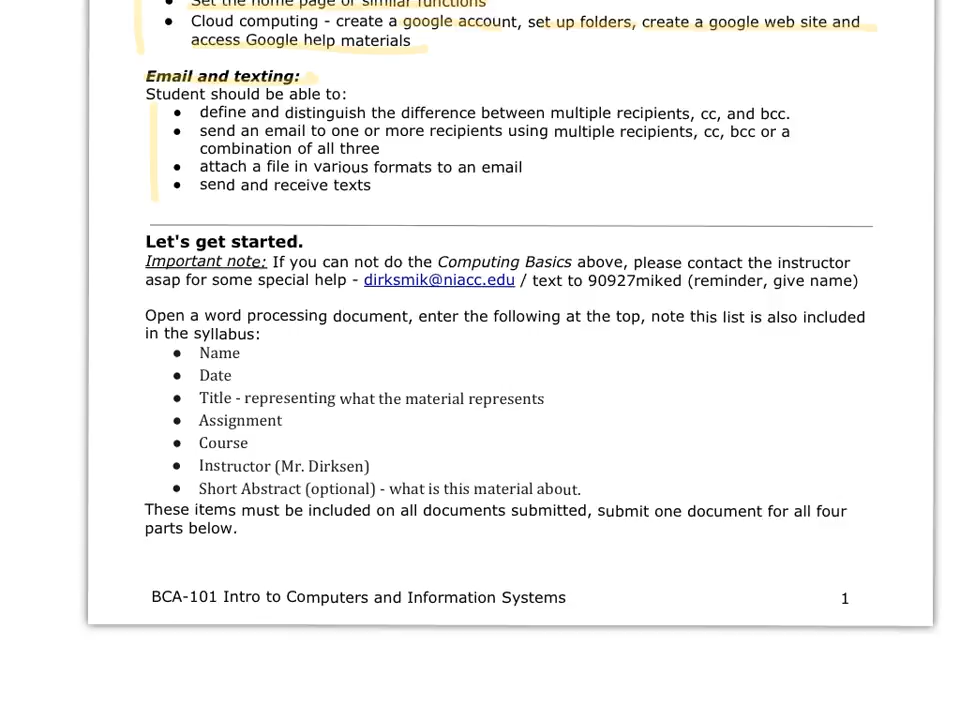 • Set the home page or similar functions
• Cloud computing - create a google account, set up folders, create a google web site and
access Google help materials
Email and texting:
Student should be able to:
• define and distinguish the difference between multiple recipients, cc, and bcc.
• send an email to one or more recipients using multiple recipients, cc, bcc or a
combination of all three
• attach a file in various formats to an email
• send and receive texts
Let's get started.
Important note: If you can not do the Computing Basics above, please contact the instructor
asap for some special help - dirksmik@niacc.edu / text to 90927miked (reminder, give name)
Open a word processing document, enter the following at the top, note this list is also included
in the syllabus:
• Name
• Date
• Title - representing what the material represents
• Assignment
• Course
• Instructor (Mr. Dirksen)
• Short Abstract (optional) - what is this material about.
These items must be included on all documents submitted, submit one document for all four
parts below.
BCA-101 Intro to Computers and Information Systems 1